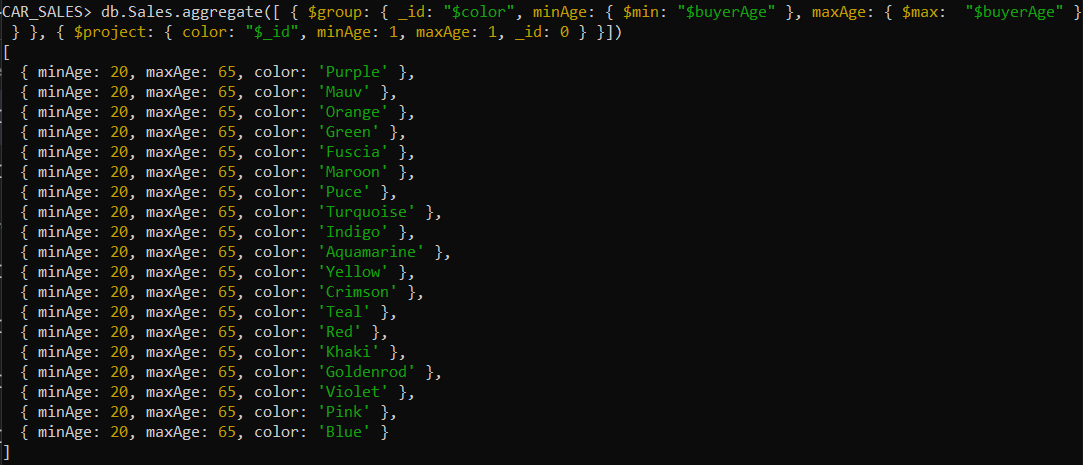 CAR_SALES> db.Sales.aggregate([ { $group: { _id: "$color", minAge: { $min: "$buyerAge" }, maxAge: { $max:  "$buyerAge" }
 } }, { $project: { color: "$_id", minAge: 1, maxAge: 1, _id: 0 } }])
[
  { minAge: 20, maxAge: 65, color: 'Purple' },
  { minAge: 20, maxAge: 65, color: 'Mauv' },
  { minAge: 20, maxAge: 65, color: 'Orange' },
  { minAge: 20, maxAge: 65, color: 'Green' },
  { minAge: 20, maxAge: 65, color: 'Fuscia' },
  { minAge: 20, maxAge: 65, color: 'Maroon' },
  { minAge: 20, maxAge: 65, color: 'Puce' },
  { minAge: 20, maxAge: 65, color: 'Turquoise' },
  { minAge: 20, maxAge: 65, color: 'Indigo' },
  { minAge: 20, maxAge: 65, color: 'Aquamarine' },
  { minAge: 20, maxAge: 65, color: 'Yellow' },
  { minAge: 20, maxAge: 65, color: 'Crimson' },
  { minAge: 20, maxAge: 65, color: 'Teal' },
  { minAge: 20, maxAge: 65, color: 'Red' },
  { minAge: 20, maxAge: 65, color: 'Khaki' },
  { minAge: 20, maxAge: 65, color: 'Goldenrod' },
  { minAge: 20, maxAge: 65, color: 'Violet' },
  { minAge: 20, maxAge: 65, color: 'Pink' },
  { minAge: 20, maxAge: 65, color: 'Blue' }
]